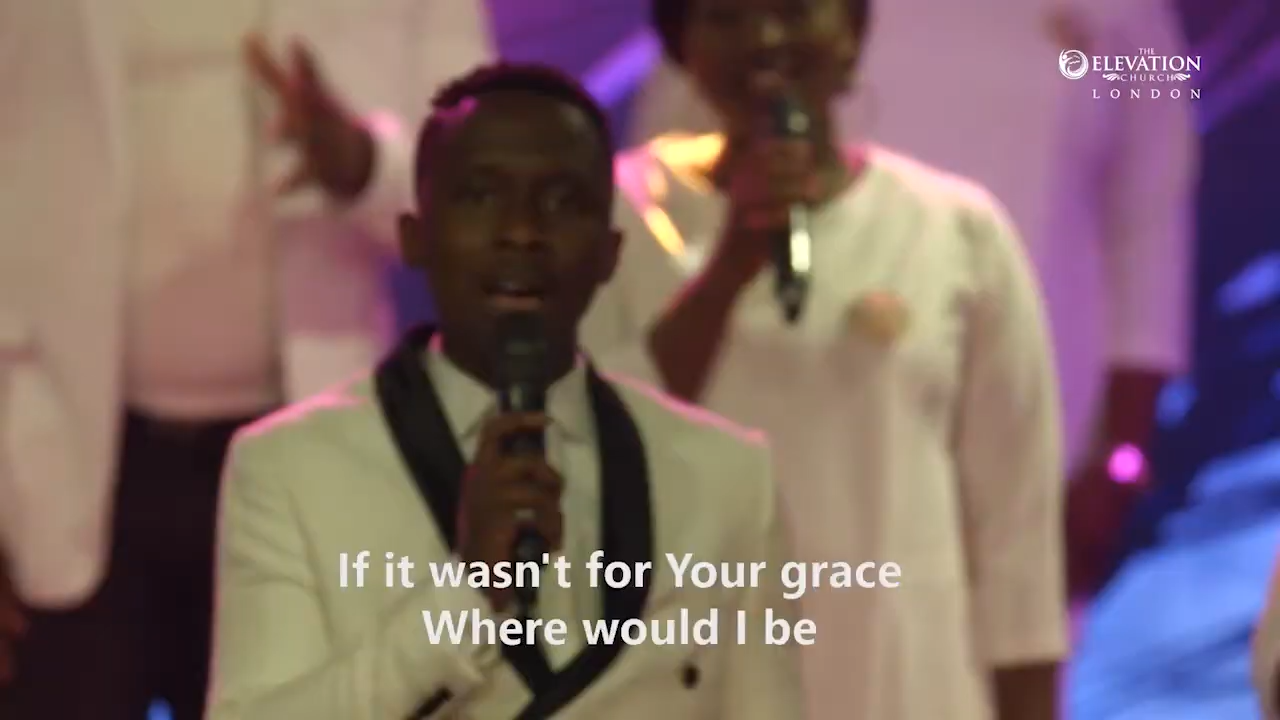 THE
ELEVATION
CHURCH
LONDON
If it wasn't for Your grace
Where would I be